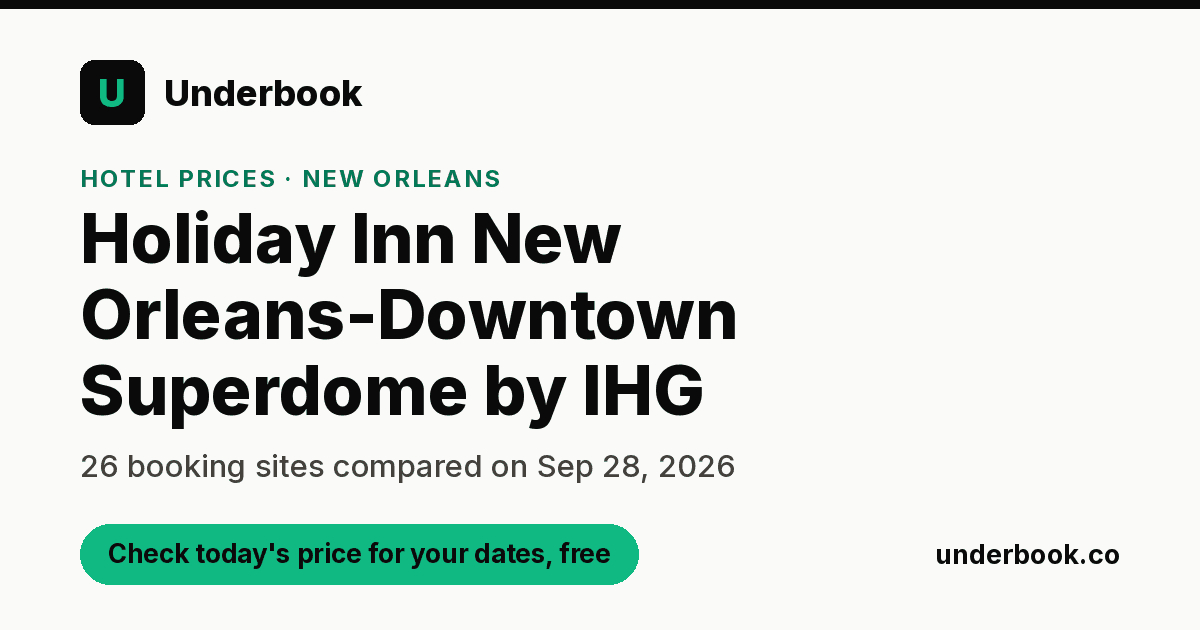 U Underbook
HOTEL PRICES · NEW ORLEANS
Holiday Inn New
Orleans-Downtown
Superdome by IHG
26 booking sites compared on Sep 28, 2026
Check today's price for your dates, free
underbook.co